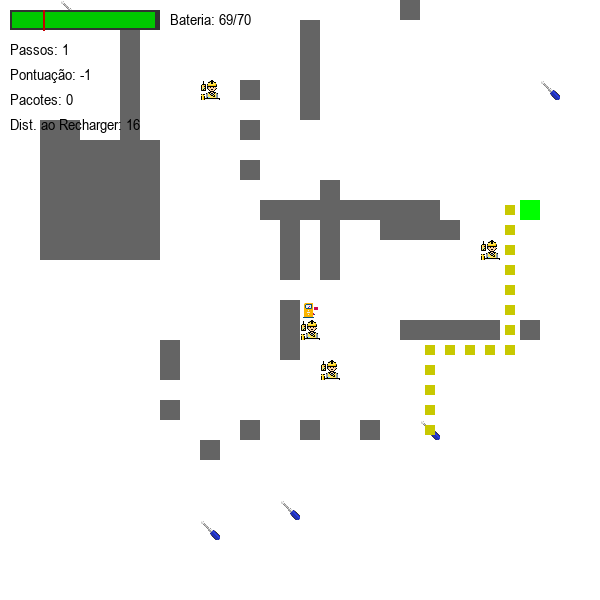 Bateria: 69/70
Passos: 1
Pontuação: -1
Pacotes: 0
Dist. ao Recharger: 16